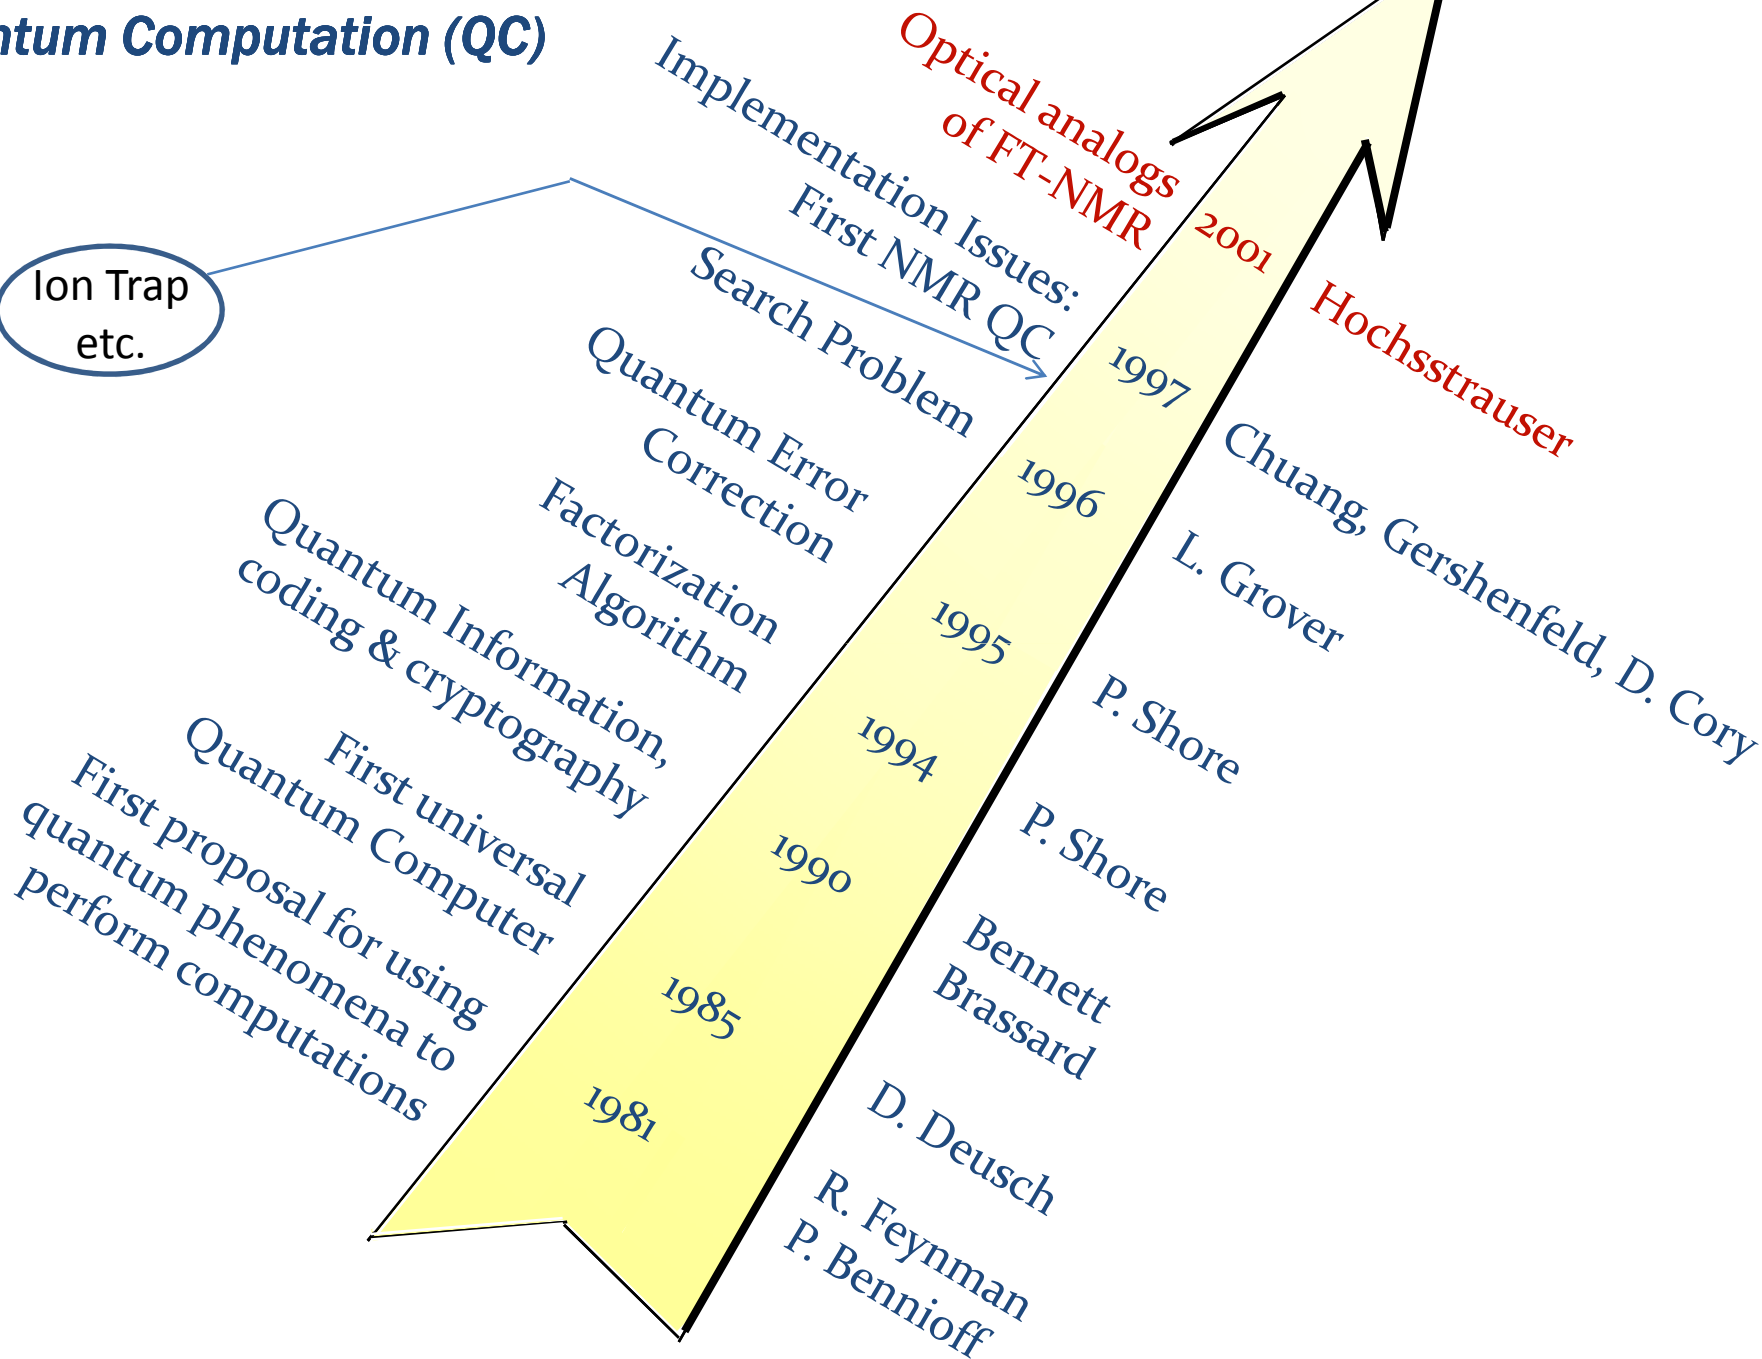 ntum Computation (QC)
Ion Trap
etc.
Optical analogs
of FT-NMR
2001
Hochsstrauser
Implementation Issues:
First NMR QC
1997
Chuang, Gershenfeld, D. Cory
Search Problem
1996
L. Grover
Quantum Error
Correction
1995
P. Shore
Factorization
Algorithm
1994
P. Shore
Quantum Information,
coding & cryptography
1990
Bennett
Brassard
First universal
Quantum Computer
1985
D. Deusch
First proposal for using
quantum phenomena to
perform computations
1981
R. Feynman
P. Bennioff